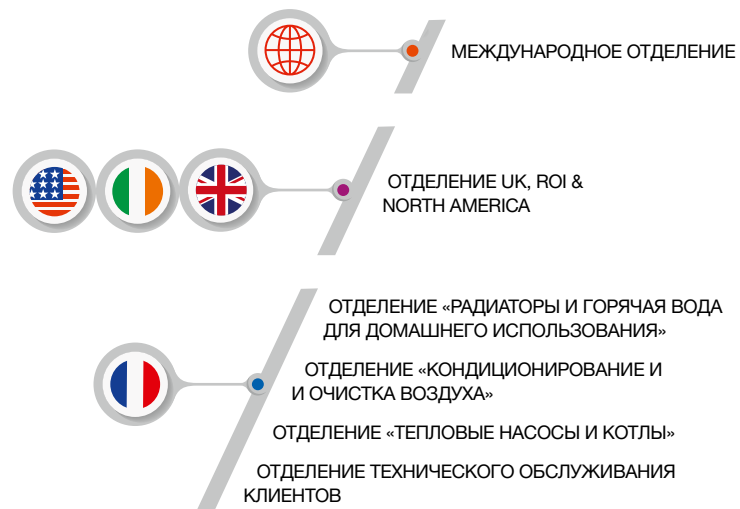 МЕЖДУНАРОДНОЕ ОТДЕЛЕНИЕ
ОТДЕЛЕНИЕ UK, ROI &
NORTH AMERICA
ОТДЕЛЕНИЕ «РАДИАТОРЫ И ГОРЯЧАЯ ВОДА
ДЛЯ ДОМАШНЕГО ИСПОЛЬЗОВАНИЯ»
ОТДЕЛЕНИЕ «КОНДИЦИОНИРОВАНИЕ И
И ОЧИСТКА ВОЗДУХА»
ОТДЕЛЕНИЕ «ТЕПЛОВЫЕ НАСОСЫ И КОТЛЫ»
ОТДЕЛЕНИЕ ТЕХНИЧЕСКОГО ОБСЛУЖИВАНИЯ
КЛИЕНТОВ